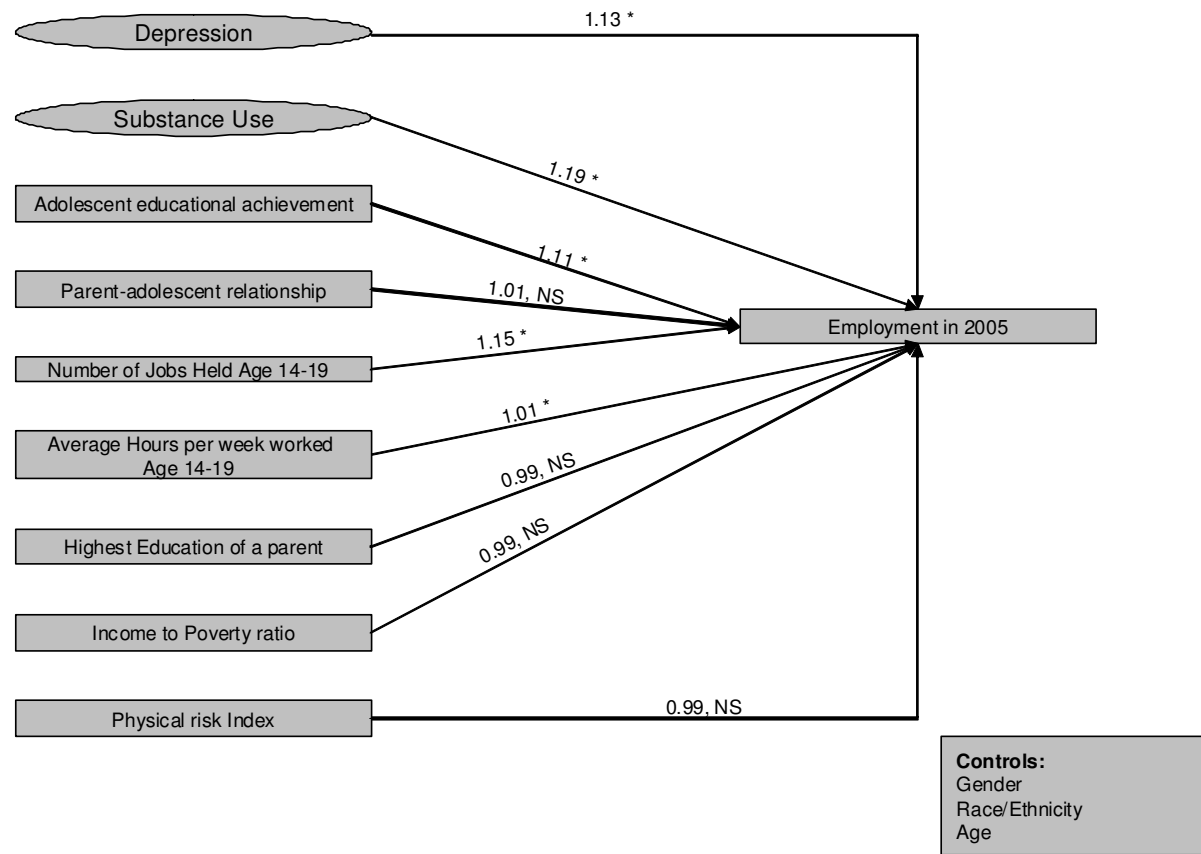 Depression
1.13 *
Substance Use
1.19 *
Adolescent educational achievement
1.11 *
Parent-adolescent relationship
1.01, NS
Employment in 2005
Number of Jobs Held Age 14-19
1.15 *
Average Hours per week worked
Age 14-19
1.01 *
Highest Education of a parent
0.99, NS
Income to Poverty ratio
0.99, NS
Physical risk Index
0.99, NS
Controls:
Gender
Race/Ethnicity
Age